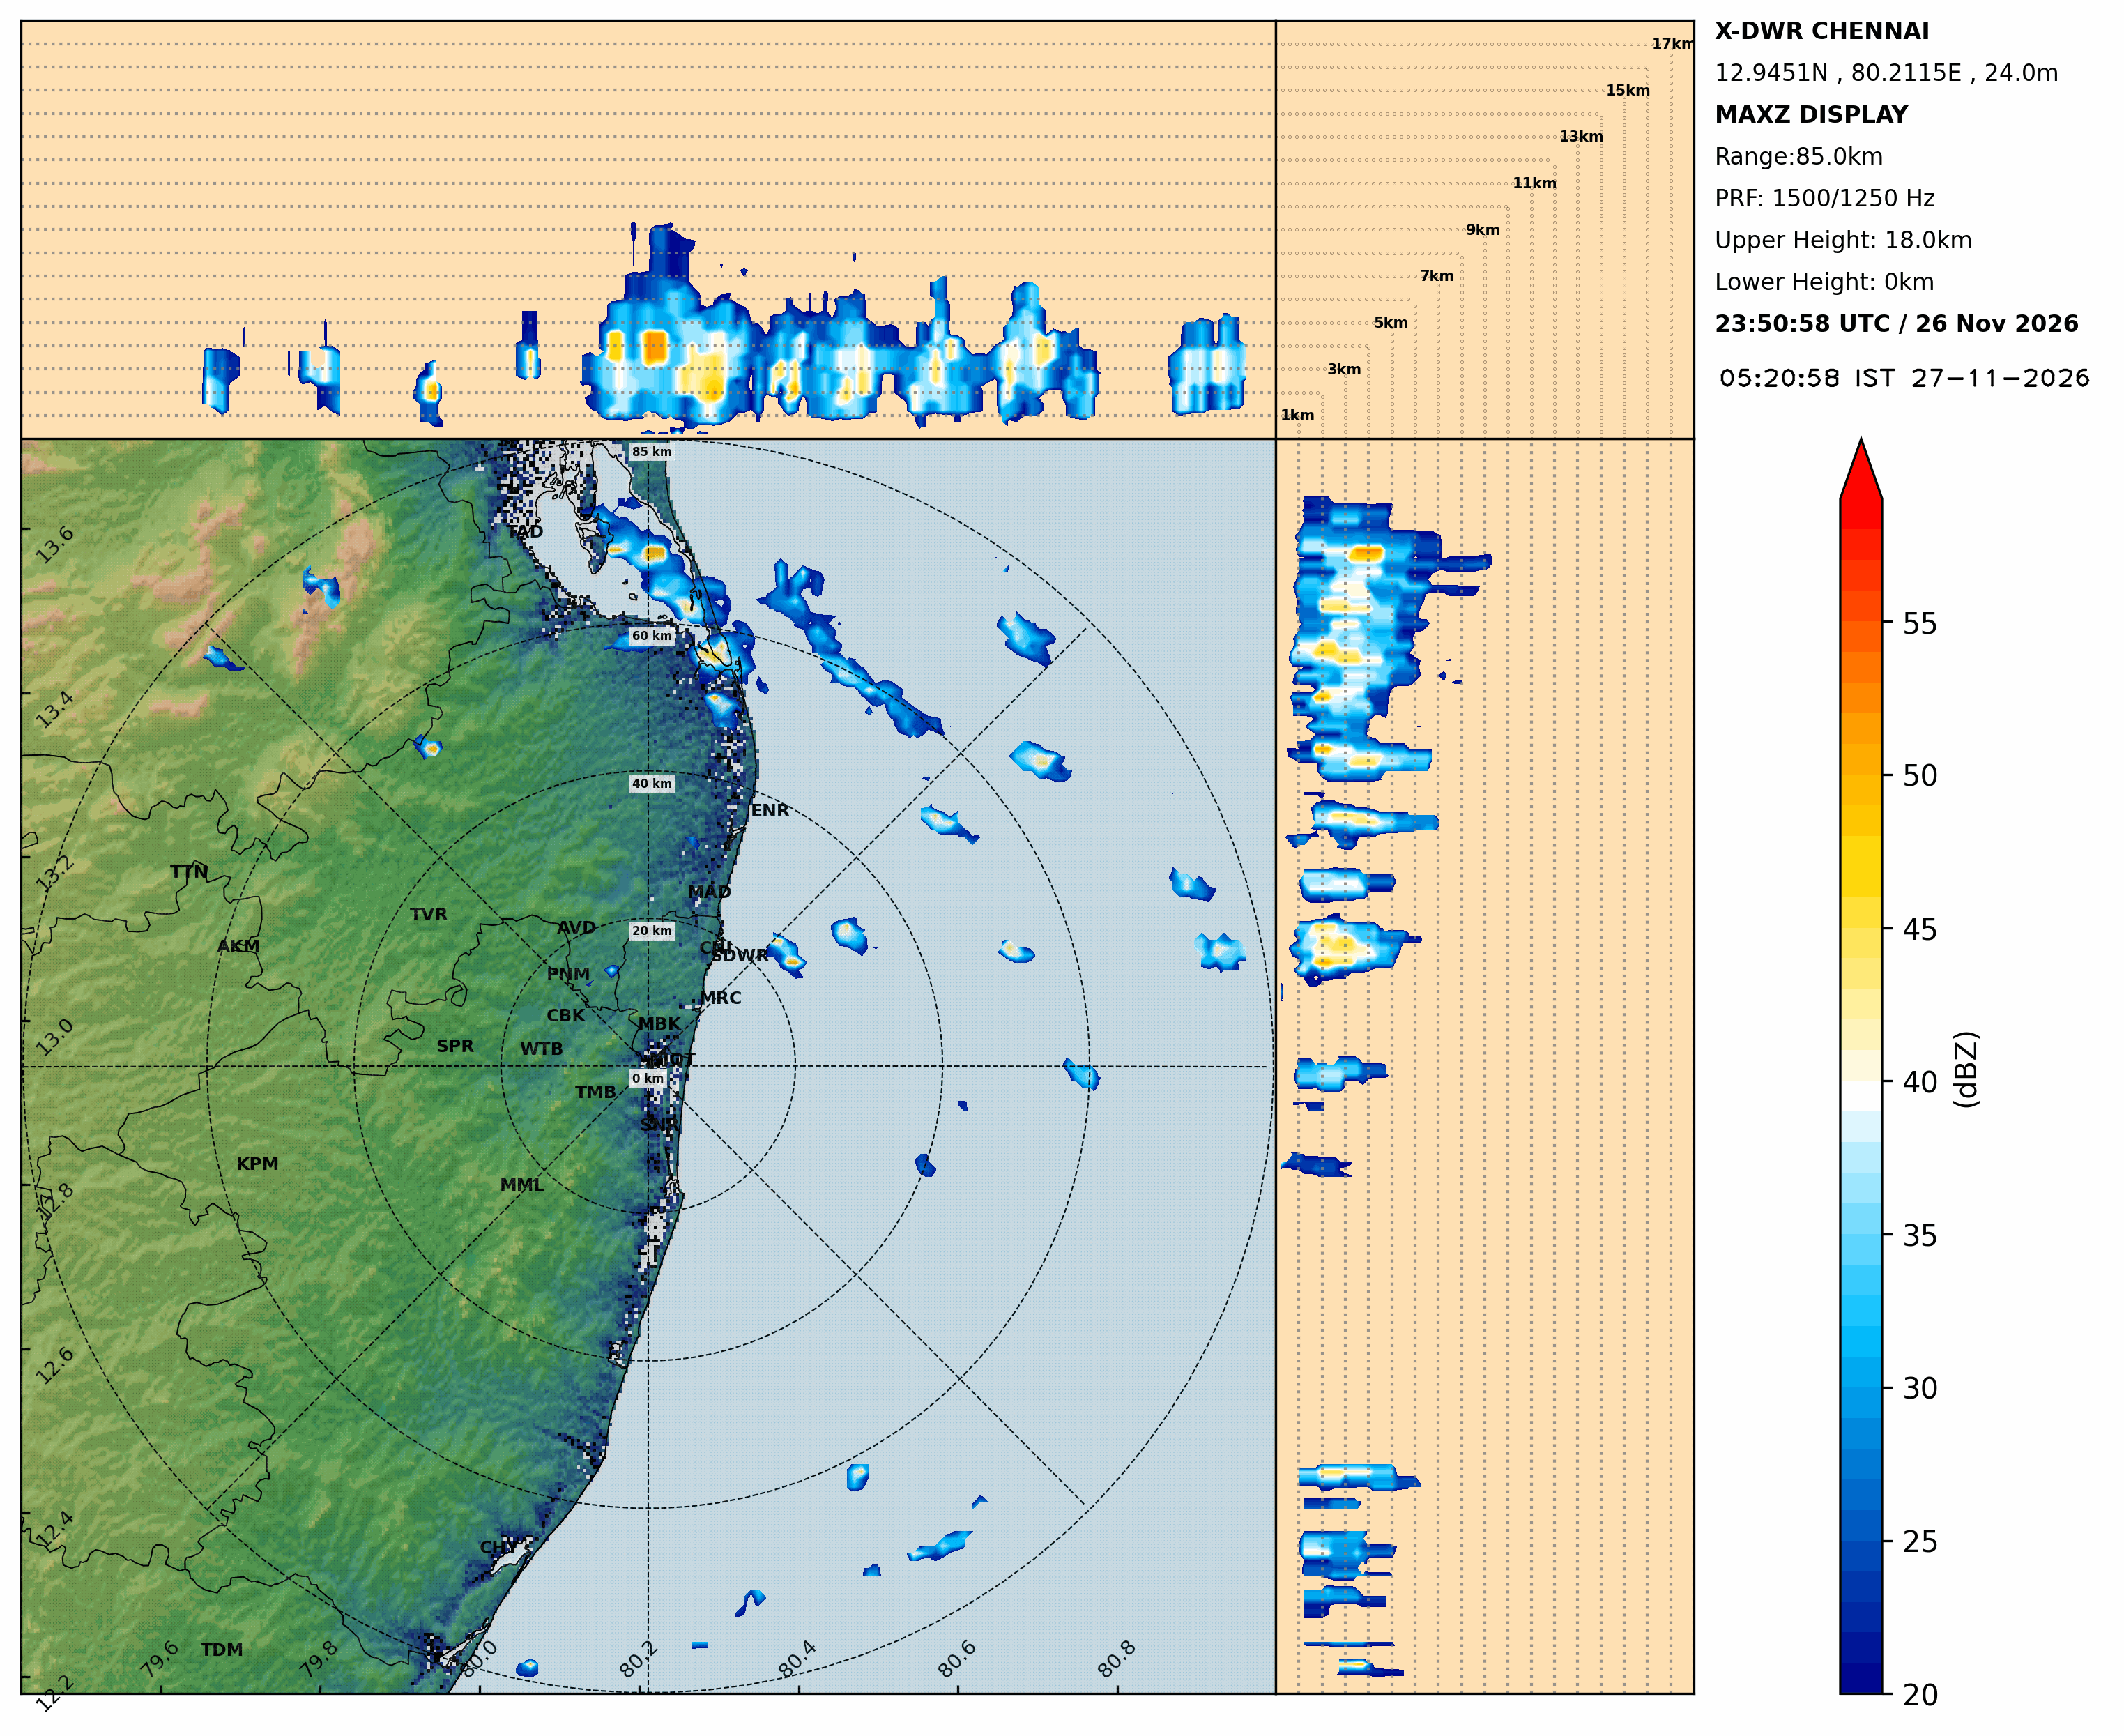 17km
15km
13km
11km
9km
7km
5km
3km
1km
X-DWR CHENNAI
12.9451N , 80.2115E , 24.0m
MAXZ DISPLAY
Range:85.0km
PRF: 1500/1250 Hz
Upper Height: 18.0km
Lower Height: 0km
23:50:58 UTC / 26 Nov 2026
05:20:58 IST 27-11-2026
85 km
60 km
40 km
20 km
0 km
TAD
ENR
MAD
TTN
TVR
AVD
AKM
CNI
SDWR
PNM
MRC
CBK
MBK
SPR
WTB
TMB
SNR
KPM
MML
CHY
TDM
13.6
13.4
13.2
13.0
12.8
12.6
12.4
12.2
79.6
79.8
80.0
80.2
80.4
80.6
80.8
55
50
45
40
35
30
25
20
(dBZ)